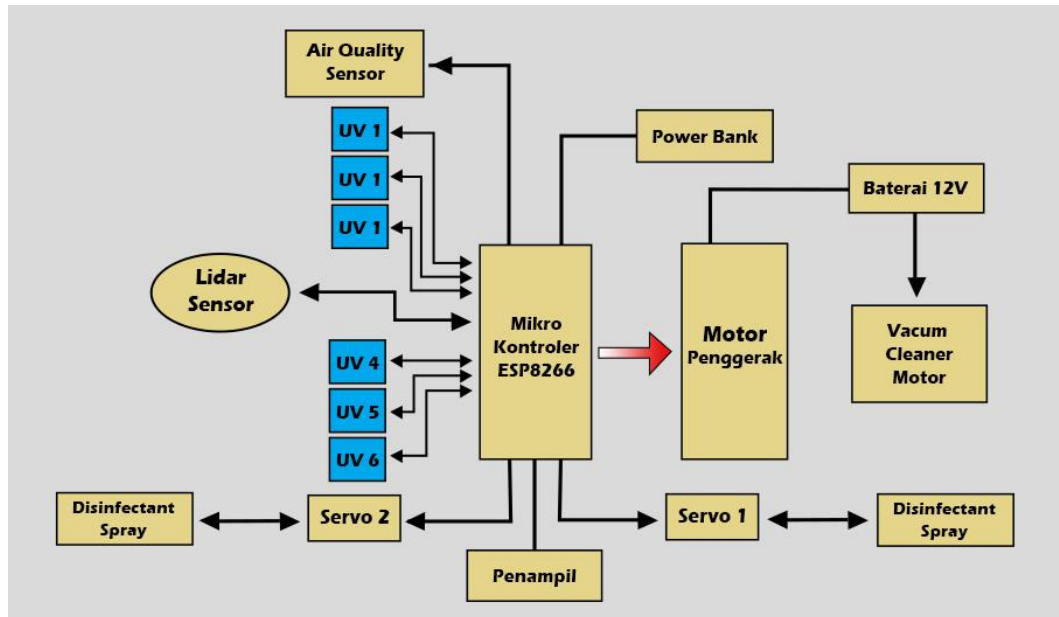 Air Quality
Sensor
UV 1
UV 1
UV 1
Power Bank
Baterai 12V
Lidar
Sensor
Mikro
Kontroler
ESP8266
Motor
Penggerak
Vacum
Cleaner
Motor
UV 4
UV 5
UV 6
Disinfectant
Spray
Servo 2
Servo 1
Disinfectant
Spray
Penampil